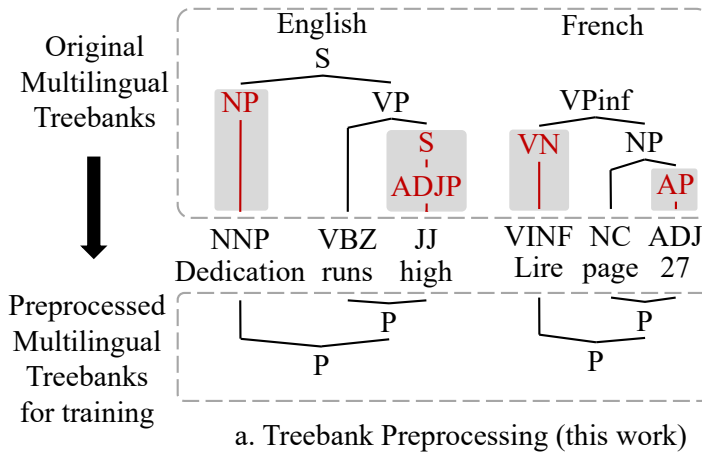 English French
Original
Multilingual
Treebanks
S
NP VP VPinf
S VN NP
ADJP AP
NNP VBZ JJ VINF NC ADJ
Dedication runs high Lire page 27
Preprocessed
Multilingual
Treebanks
for training
P P
P P
a. Treebank Preprocessing (this work)